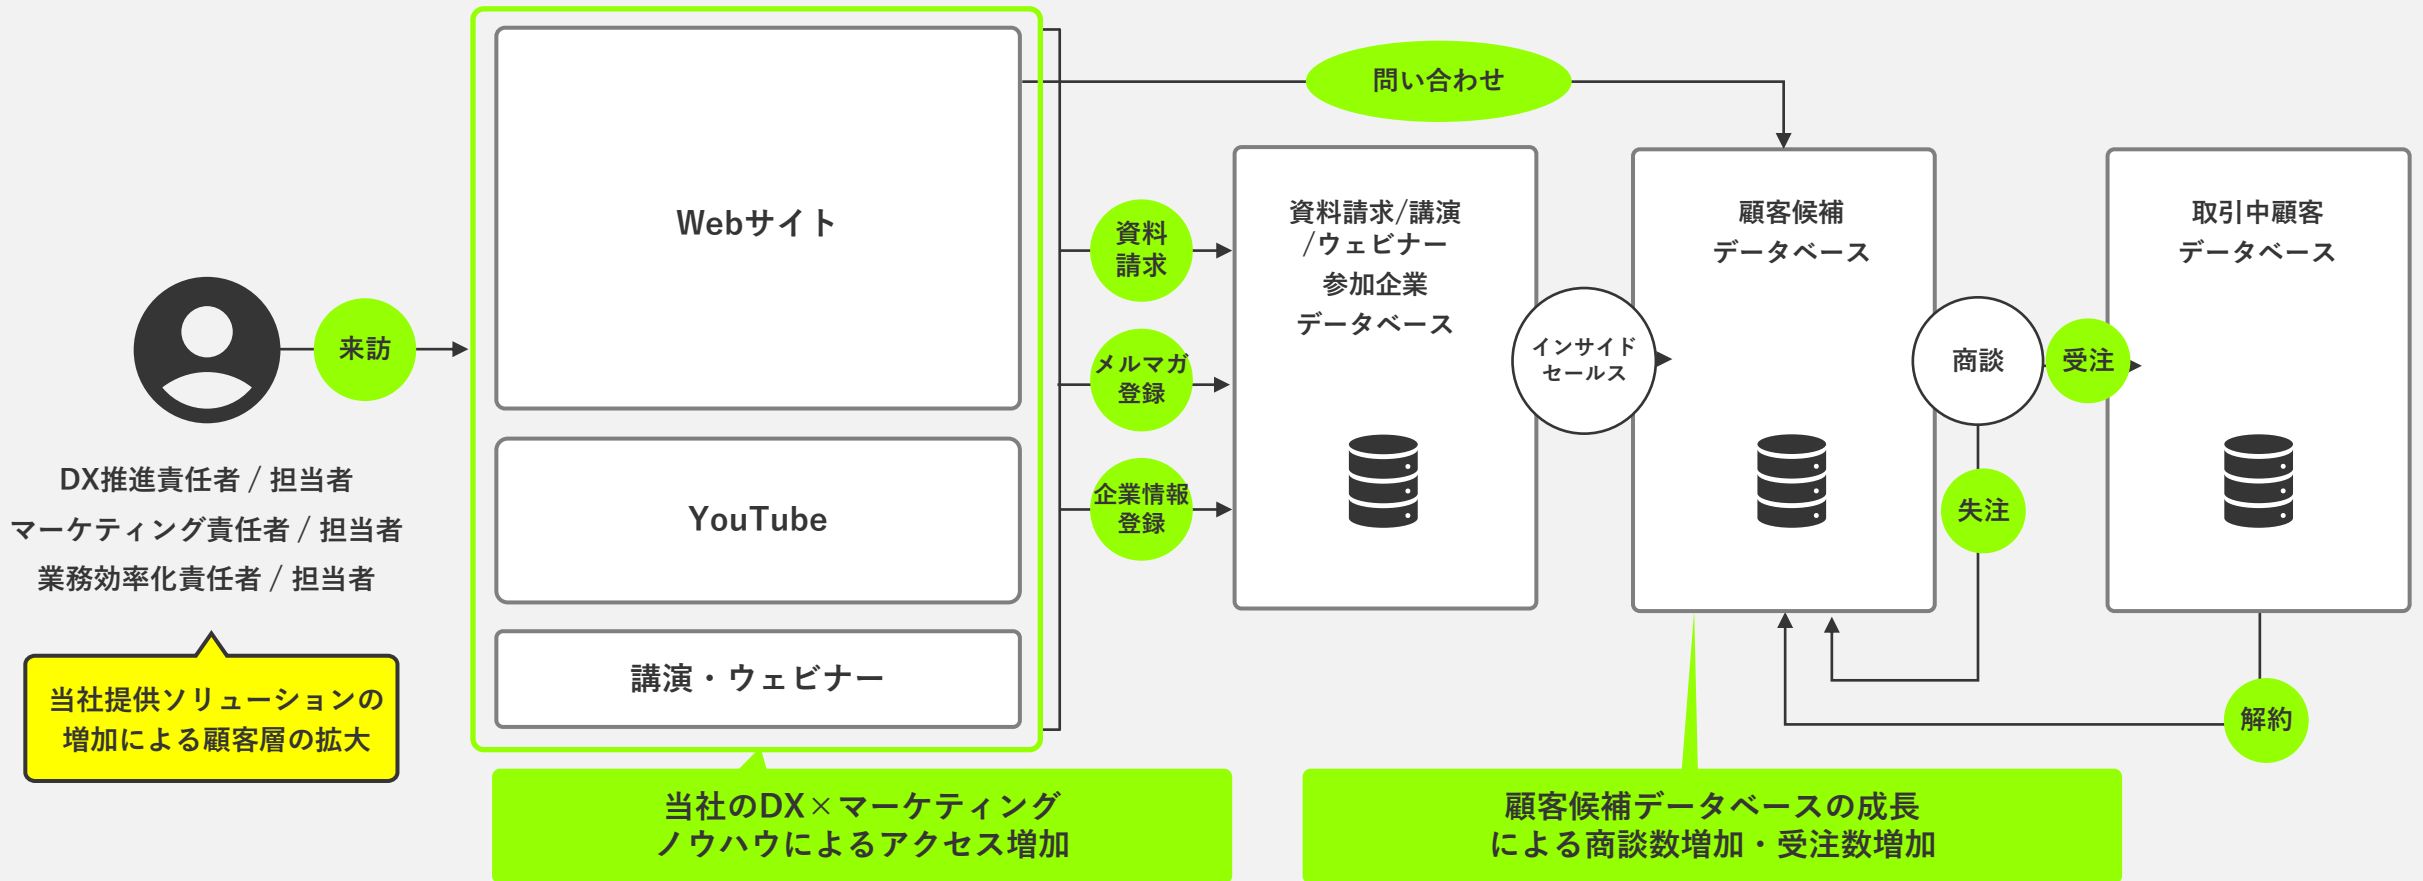 問い合わせ
Webサイト
YouTube
講演・ウェビナー
来訪
DX推進責任者 / 担当者
マーケティング責任者 / 担当者
業務効率化責任者 / 担当者
当社提供ソリューションの
増加による顧客層の拡大
資料
請求
メルマガ
登録
企業情報
登録
資料請求/講演
/ウェビナー
参加企業
データベース
インサイド
セールス
顧客候補
データベース
商談
受注
失注
取引中顧客
データベース
解約
当社のDX×マーケティング
ノウハウによるアクセス増加
顧客候補データベースの成長
による商談数増加・受注数増加